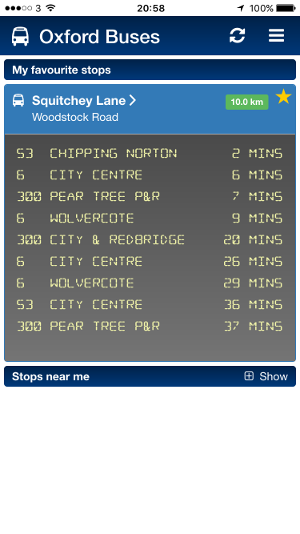 3 20:58 100%
Oxford Buses
My favourite stops
Squitchey Lane 10.0 km
Woodstock Road
53 CHIPPING NORTON 2 MINS
6 CITY CENTRE 6 MINS
300 PEAR TREE P&R 7 MINS
6 WOLVERCOTE 9 MINS
300 CITY & REDBRIDGE 20 MINS
6 CITY CENTRE 26 MINS
6 WOLVERCOTE 29 MINS
53 CITY CENTRE 36 MINS
300 PEAR TREE P&R 37 MINS
Stops near me Show